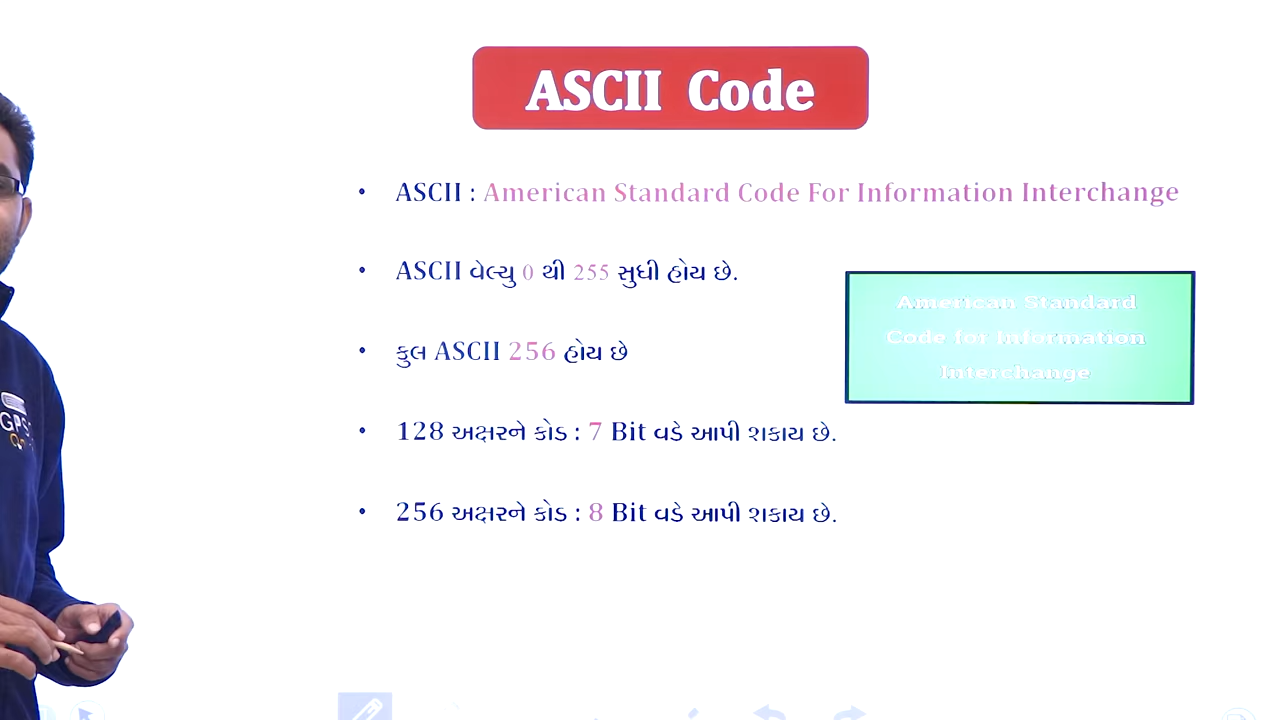 ASCII Code
• ASCII : American Standard Code For Information Interchange
• ASCII વેલ્યુ 0 થી 255 સુધી હોય છે.
• કુલ ASCII 256 હોય છે
American Standard
Code for Information
Interchange
• 128 અક્ષરને કોડ : 7 Bit વડે આપી શકાય છે.
• 256 અક્ષરને કોડ : 8 Bit વડે આપી શકાય છે.